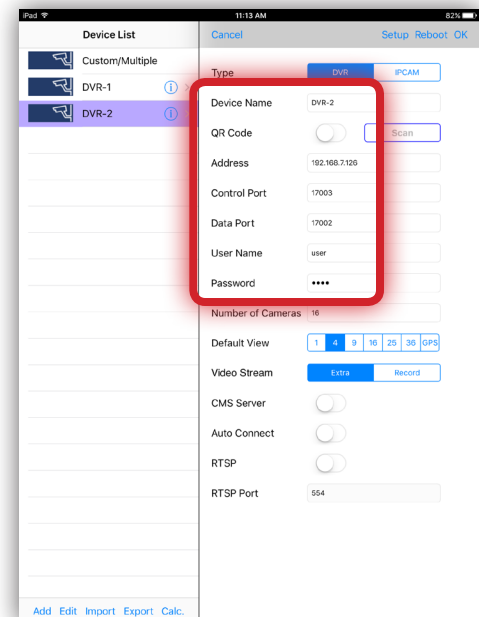 iPad 11:13 AM 82%
Device List
Cancel Setup Reboot OK
Custom/Multiple
DVR-1
DVR-2
Type DVR IPCAM
Device Name DVR-2
QR Code Scan
Address 192.168.7.126
Control Port 17003
Data Port 17002
User Name user
Password ••••
Number of Cameras 16
Default View 1 4 9 16 25 36 GPS
Video Stream Extra Record
CMS Server
Auto Connect
RTSP
RTSP Port 554
Add Edit Import Export Calc.